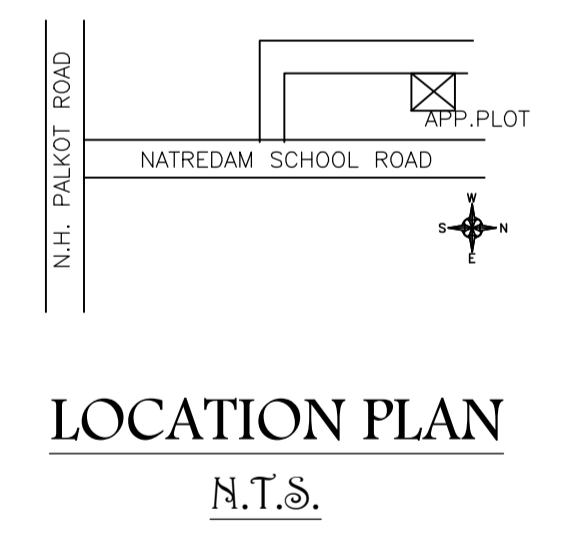 N.H. PALKOT ROAD
APP.PLOT
NATREDAM SCHOOL ROAD
W
S N
E
LOCATION PLAN
N.T.S.